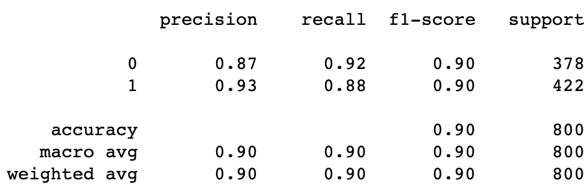 precision recall f1-score support
0 0.87 0.92 0.90 378
1 0.93 0.88 0.90 422
accuracy 0.90 800
macro avg 0.90 0.90 0.90 800
weighted avg 0.90 0.90 0.90 800